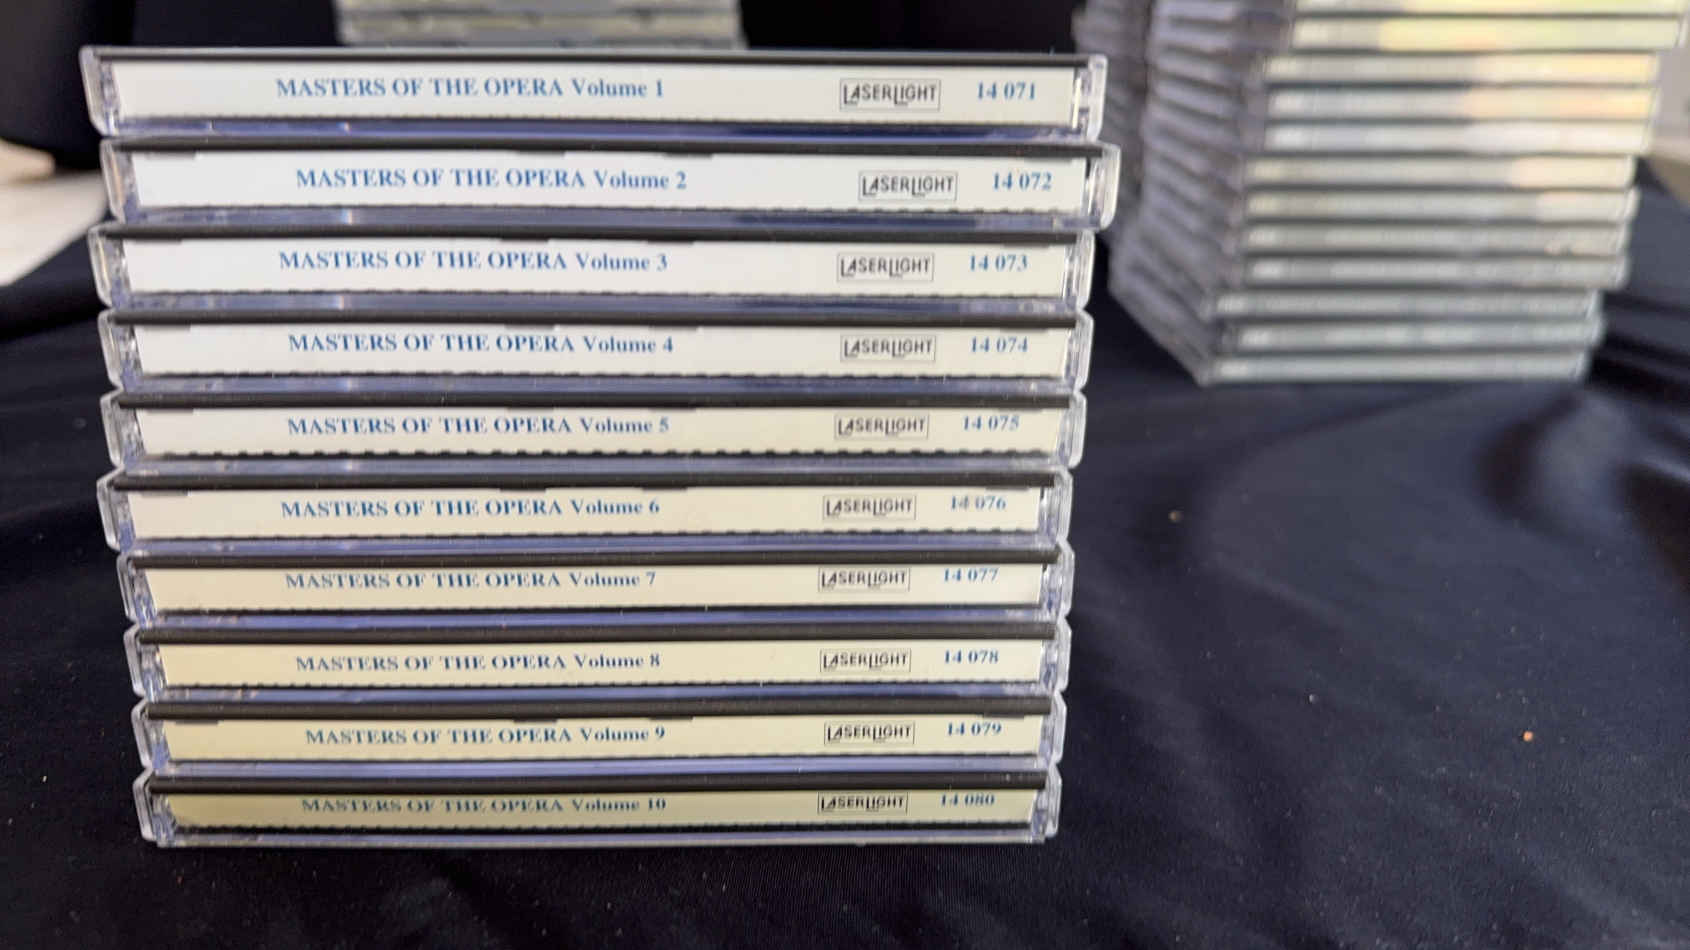 MASTERS OF THE OPERA Volume 1 LASERLIGHT 14 071
MASTERS OF THE OPERA Volume 2 LASERLIGHT 14 072
MASTERS OF THE OPERA Volume 3 LASERLIGHT 14 073
MASTERS OF THE OPERA Volume 4 LASERLIGHT 14 074
MASTERS OF THE OPERA Volume 5 LASERLIGHT 14 075
MASTERS OF THE OPERA Volume 6 LASERLIGHT 14 076
MASTERS OF THE OPERA Volume 7 LASERLIGHT 14 077
MASTERS OF THE OPERA Volume 8 LASERLIGHT 14 078
MASTERS OF THE OPERA Volume 9 LASERLIGHT 14 079
MASTERS OF THE OPERA Volume 10 LASERLIGHT 14 080